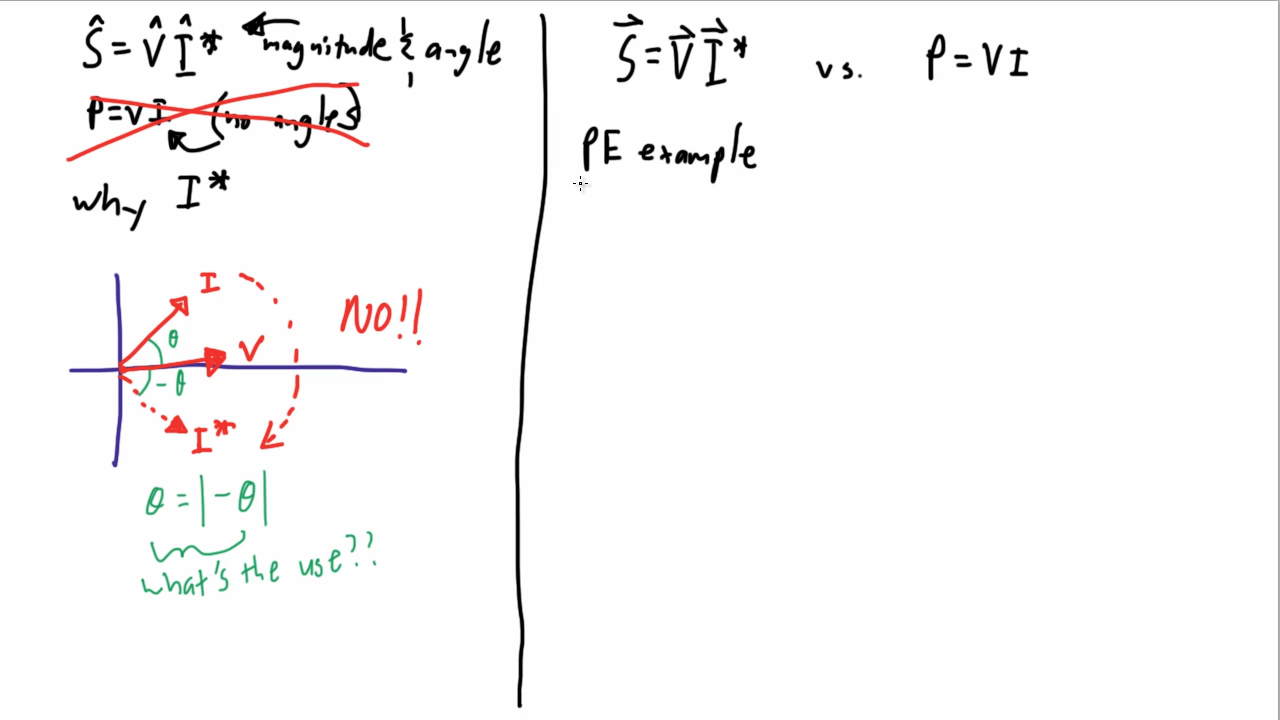 Ŝ = V̂ Î* magnitude & angle
P = VI (no angles)
why I*
I
θ
V
NO!!
-θ
I*
θ = |-θ|
what's the use??
S⃗ = V⃗ I⃗* vs. P = VI
PE example